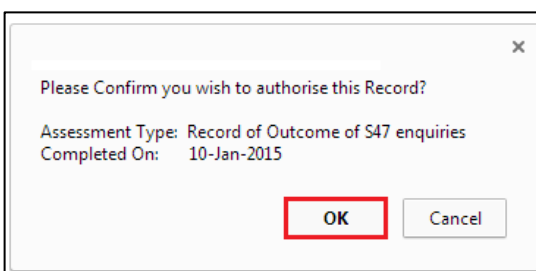 Please Confirm you wish to authorise this Record?
Assessment Type: Record of Outcome of S47 enquiries
Completed On: 10-Jan-2015
OK Cancel